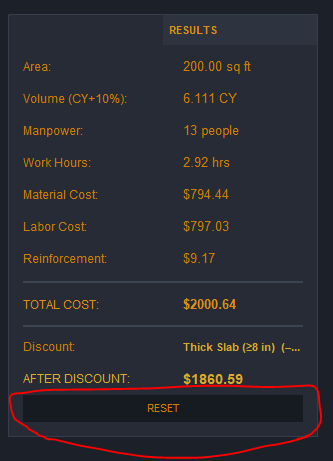 RESULTS
Area: 200.00 sq ft
Volume (CY+10%): 6.111 CY
Manpower: 13 people
Work Hours: 2.92 hrs
Material Cost: $794.44
Labor Cost: $797.03
Reinforcement: $9.17
TOTAL COST: $2000.64
Discount: Thick Slab (≥8 in) (–...
AFTER DISCOUNT: $1860.59
RESET